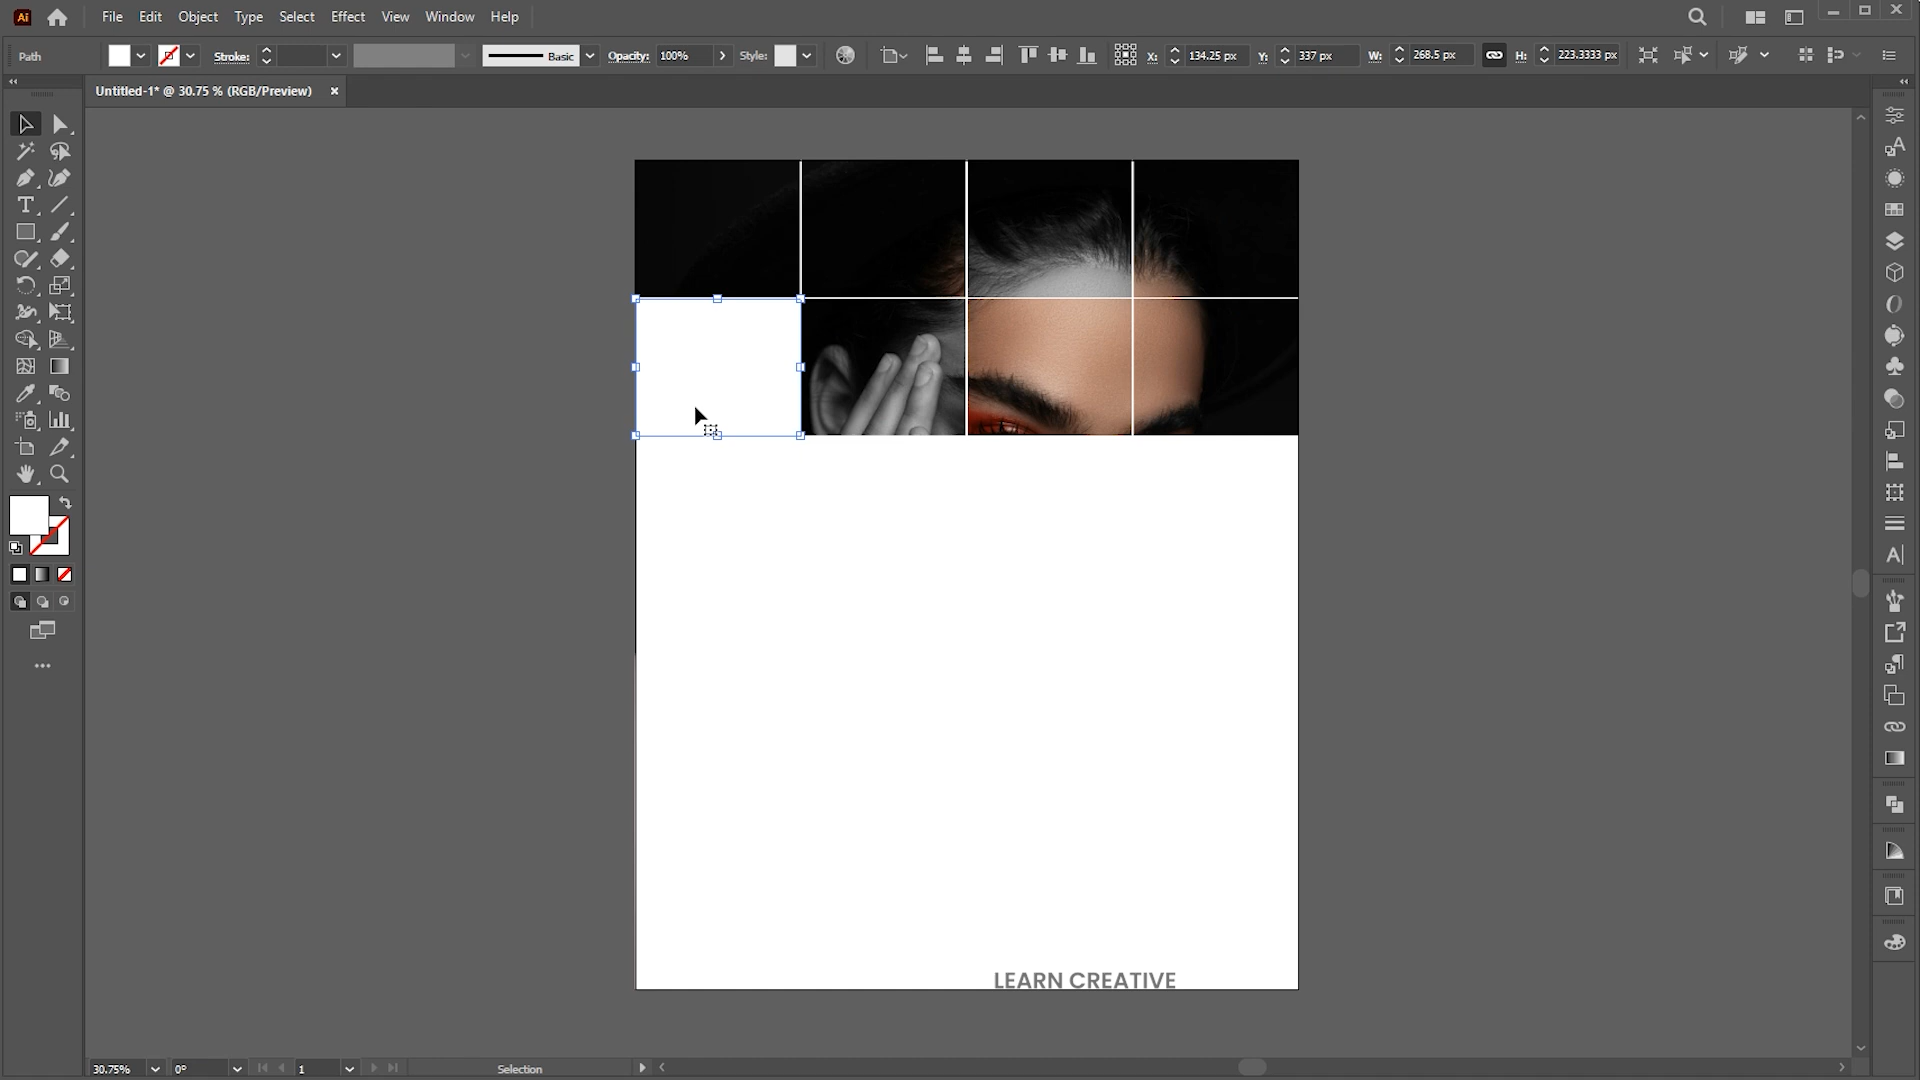 Ai File Edit Object Type Select Effect View Window Help
Path Stroke: Basic Opacity: 100% Style: X: 134.25 px Y: 337 px W: 268.5 px H: 223.3333 px
Untitled-1* @ 30.75 % (RGB/Preview) ×
LEARN CREATIVE
30.75% 0° 1 Selection